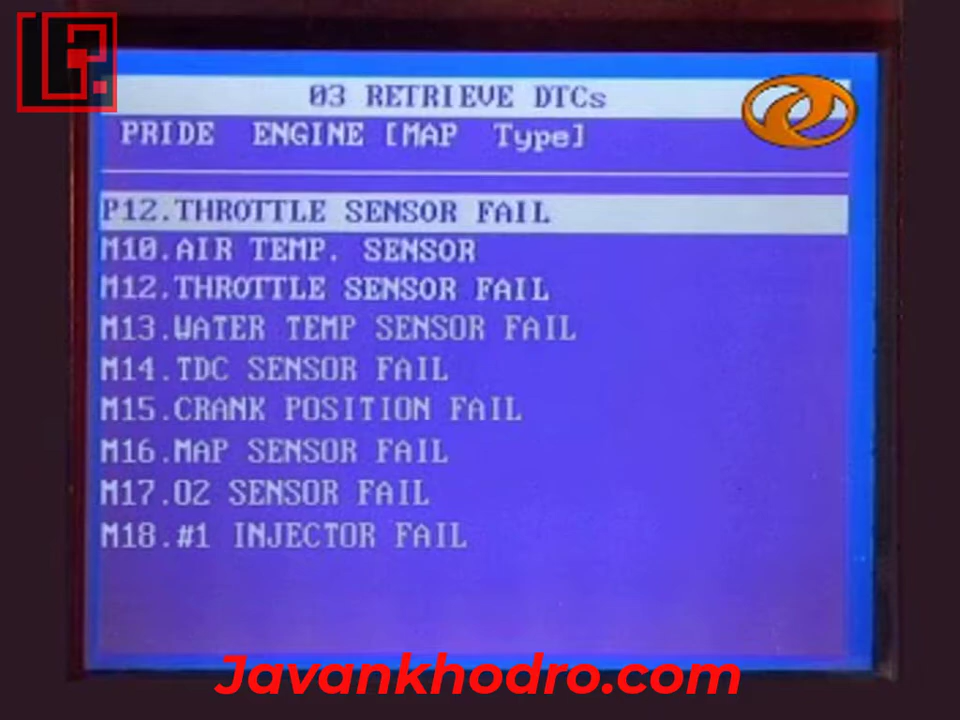 03 RETRIEVE DTCs
PRIDE ENGINE [MAP Type]
P12.THROTTLE SENSOR FAIL
M10.AIR TEMP. SENSOR
M12.THROTTLE SENSOR FAIL
M13.WATER TEMP SENSOR FAIL
M14.TDC SENSOR FAIL
M15.CRANK POSITION FAIL
M16.MAP SENSOR FAIL
M17.O2 SENSOR FAIL
M18.#1 INJECTOR FAIL
Javankhodro.com